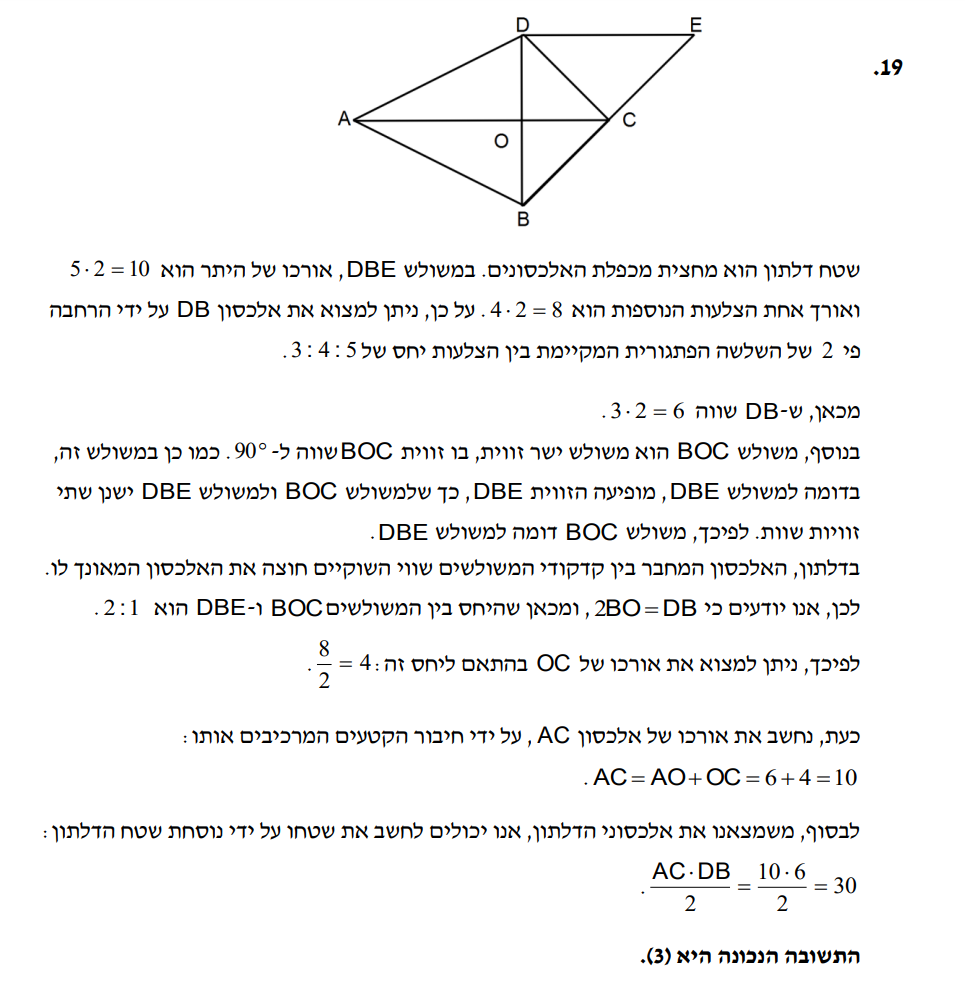 19.
D E
A C
O
B
שטח דלתון הוא מחצית מכפלת האלכסונים. במשולש DBE, אורכו של היתר הוא 5·2 = 10
ואורך אחת הצלעות הנוספות הוא 4·2 = 8. על כן, ניתן למצוא את אלכסון DB על ידי הרחבה
פי 2 של השלשה הפתגורית המקיימת בין הצלעות יחס של 3:4:5.
מכאן, ש-DB שווה 3·2 = 6.
בנוסף, משולש BOC הוא משולש ישר זווית, בו זווית BOC שווה ל- 90°. כמו כן במשולש זה,
בדומה למשולש DBE, מופיעה הזווית DBE, כך שלמשולש BOC ולמשולש DBE ישנן שתי
זוויות שוות. לפיכך, משולש BOC דומה למשולש DBE.
בדלתון, האלכסון המחבר בין קדקודי המשולשים שווי השוקיים חוצה את האלכסון המאונך לו.
לכן, אנו יודעים כי 2BO = DB, ומכאן שהיחס בין המשולשים BOC ו-DBE הוא 2:1.
לפיכך, ניתן למצוא את אורכו של OC בהתאם ליחס זה: 8/2 = 4.
כעת, נחשב את אורכו של אלכסון AC, על ידי חיבור הקטעים המרכיבים אותו:
AC = AO + OC = 6 + 4 = 10.
לבסוף, משמצאנו את אלכסוני הדלתון, אנו יכולים לחשב את שטחו על ידי נוסחת שטח הדלתון:
AC·DB/2 = 10·6/2 = 30.
התשובה הנכונה היא (3).